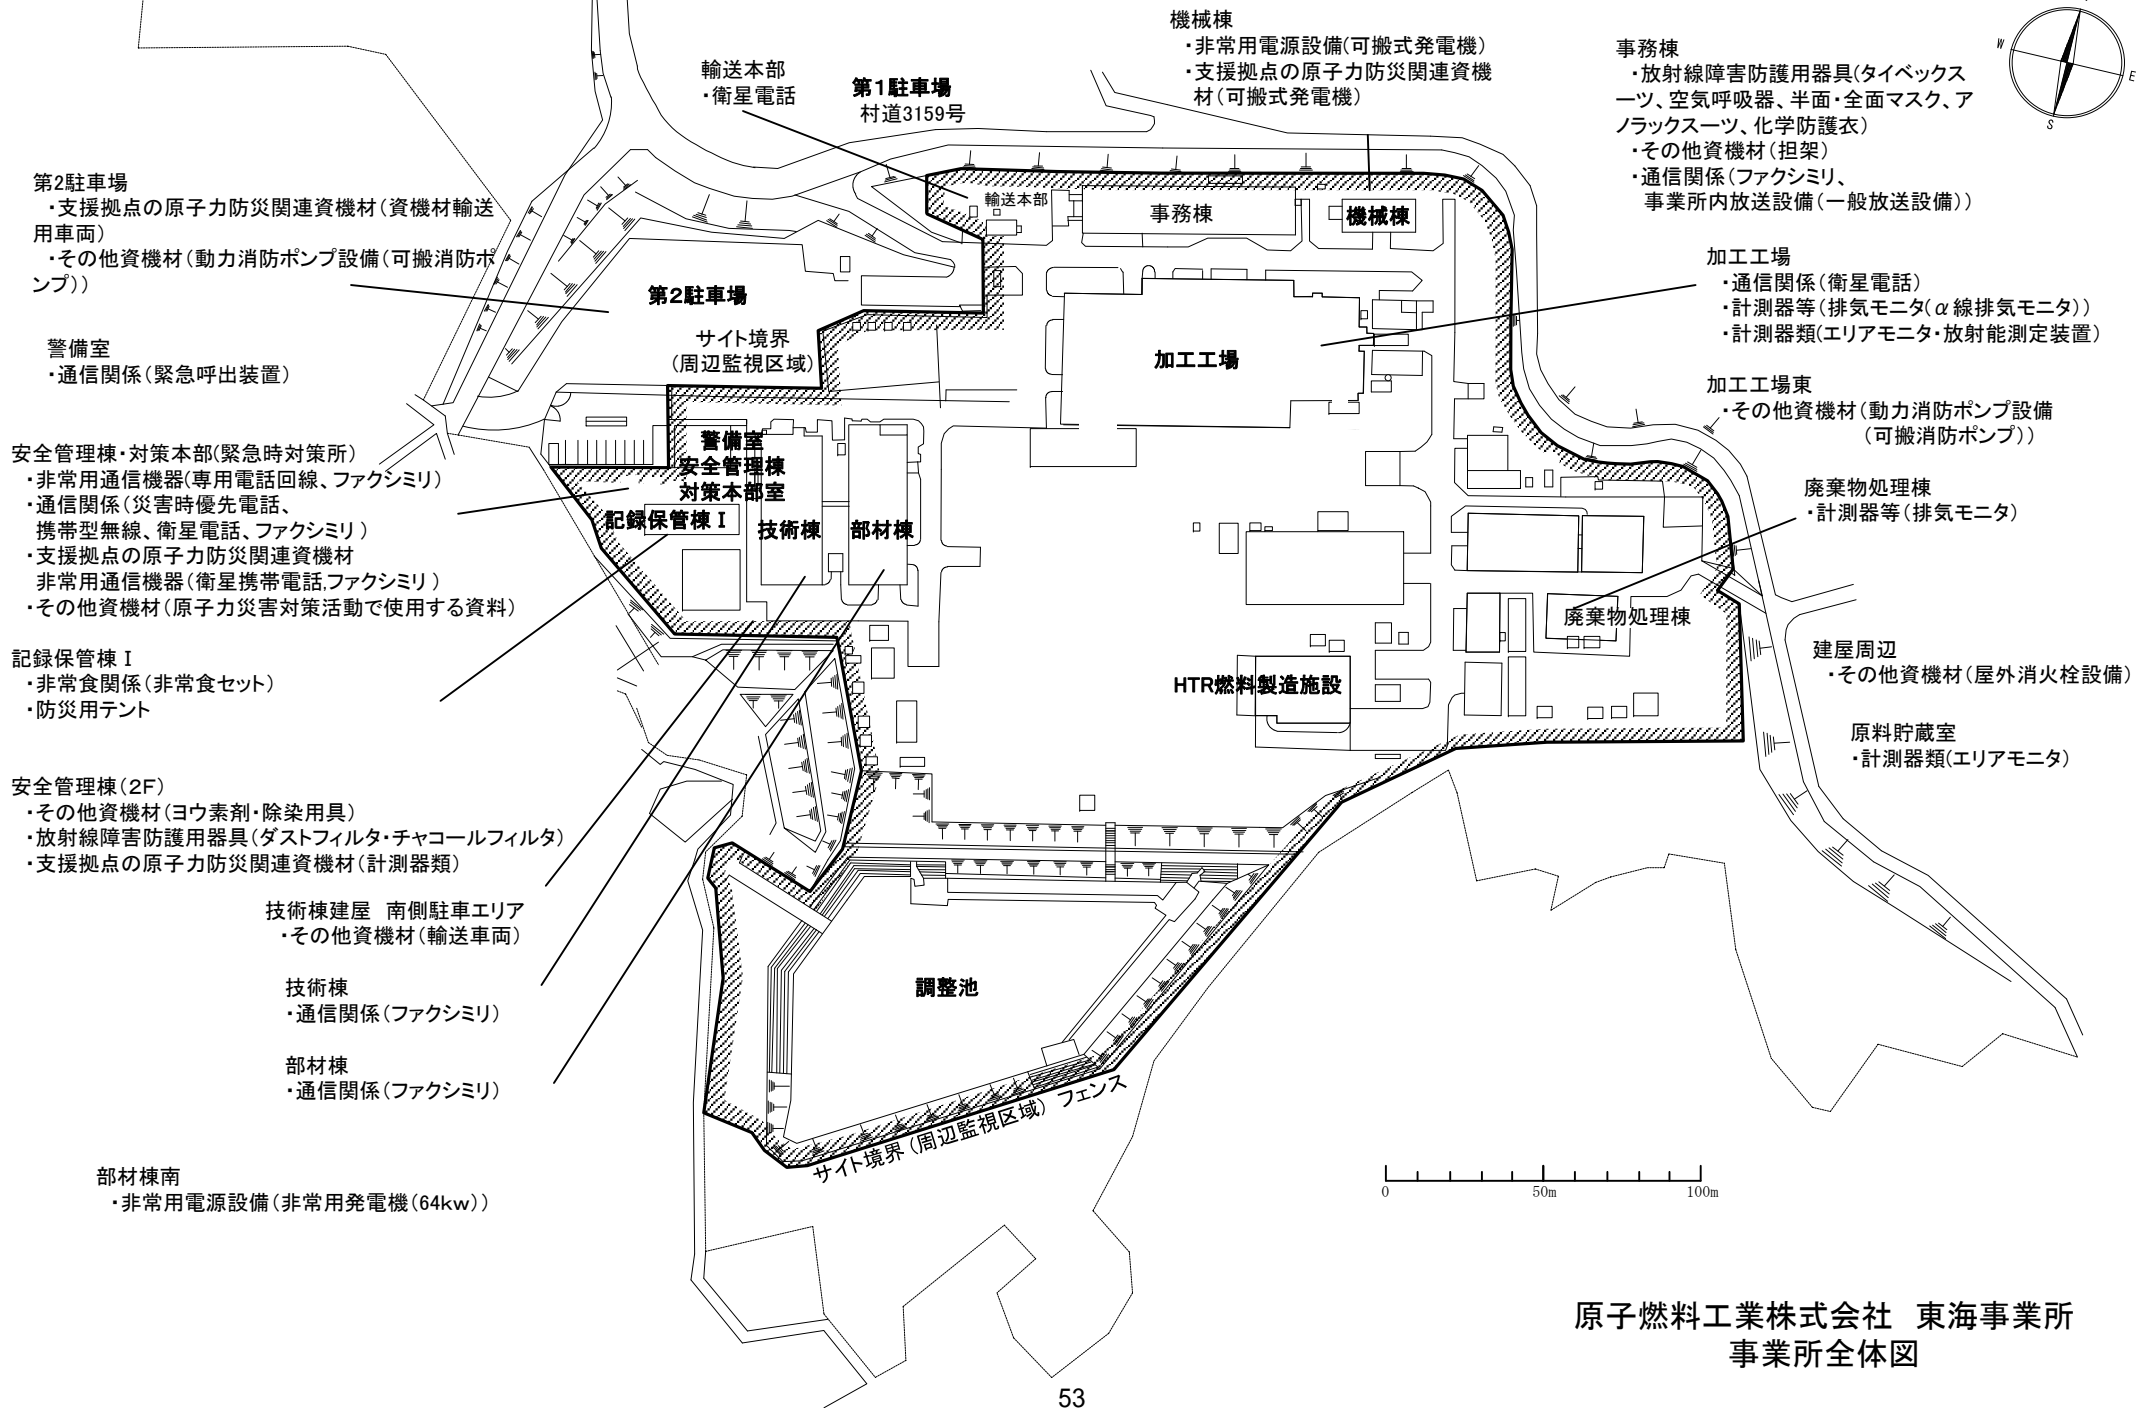 輸送本部
・衛星電話
第1駐車場
村道3159号
機械棟
・非常用電源設備(可搬式発電機)
・支援拠点の原子力防災関連資機
材(可搬式発電機)
事務棟
・放射線障害防護用器具(タイベックス
ーツ、空気呼吸器、半面・全面マスク、ア
ノラックスーツ、化学防護衣)
・その他資機材(担架)
・通信関係(ファクシミリ、
事業所内放送設備(一般放送設備))
W
E
S
第2駐車場
・支援拠点の原子力防災関連資機材(資機材輸送
用車両)
・その他資機材(動力消防ポンプ設備(可搬消防ポ
ンプ))
警備室
・通信関係(緊急呼出装置)
安全管理棟・対策本部(緊急時対策所)
・非常用通信機器(専用電話回線、ファクシミリ)
・通信関係(災害時優先電話、
携帯型無線、衛星電話、ファクシミリ)
・支援拠点の原子力防災関連資機材
非常用通信機器(衛星携帯電話,ファクシミリ)
・その他資機材(原子力災害対策活動で使用する資料)
記録保管棟Ⅰ
・非常食関係(非常食セット)
・防災用テント
安全管理棟(2F)
・その他資機材(ヨウ素剤・除染用具)
・放射線障害防護用器具(ダストフィルタ・チャコールフィルタ)
・支援拠点の原子力防災関連資機材(計測器類)
技術棟建屋 南側駐車エリア
・その他資機材(輸送車両)
技術棟
・通信関係(ファクシミリ)
部材棟
・通信関係(ファクシミリ)
部材棟南
・非常用電源設備(非常用発電機(64kw))
輸送本部
事務棟
機械棟
第2駐車場
サイト境界
(周辺監視区域)
加工工場
警備室
安全管理棟
対策本部室
記録保管棟Ⅰ
技術棟
部材棟
廃棄物処理棟
HTR燃料製造施設
調整池
サイト境界(周辺監視区域) フェンス
加工工場
・通信関係(衛星電話)
・計測器等(排気モニタ(α線排気モニタ))
・計測器類(エリアモニタ・放射能測定装置)
加工工場東
・その他資機材(動力消防ポンプ設備
(可搬消防ポンプ))
廃棄物処理棟
・計測器等(排気モニタ)
建屋周辺
・その他資機材(屋外消火栓設備)
原料貯蔵室
・計測器類(エリアモニタ)
0 50m 100m
原子燃料工業株式会社 東海事業所
事業所全体図
53